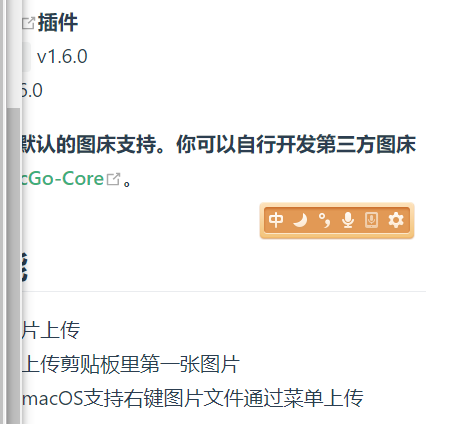 插件
v1.6.0
6.0
默认的图床支持。你可以自行开发第三方图床
cGo-Core。
中
能
片上传
上传剪贴板里第一张图片
macOS支持右键图片文件通过菜单上传